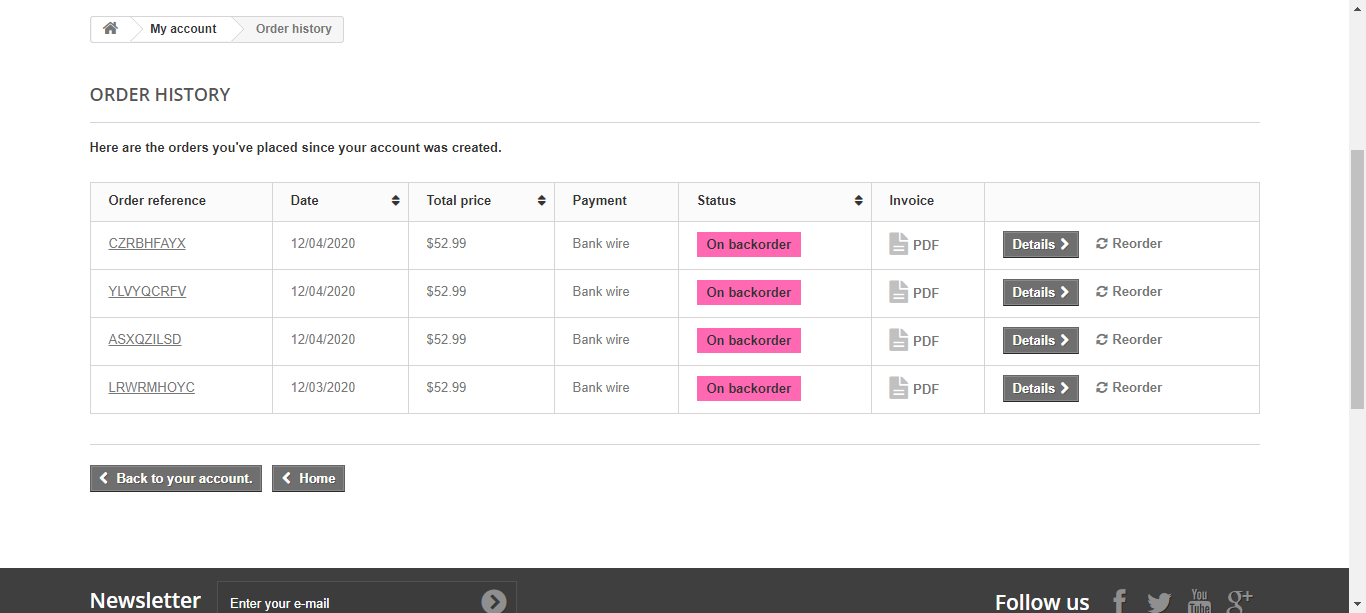 My account Order history
ORDER HISTORY
Here are the orders you've placed since your account was created.
Order reference Date Total price Payment Status Invoice
CZRBHFAYX 12/04/2020 $52.99 Bank wire On backorder PDF Details Reorder
YLVYQCRFV 12/04/2020 $52.99 Bank wire On backorder PDF Details Reorder
ASXQZILSD 12/04/2020 $52.99 Bank wire On backorder PDF Details Reorder
LRWRMHOYC 12/03/2020 $52.99 Bank wire On backorder PDF Details Reorder
Back to your account. Home
Newsletter Enter your e-mail Follow us You Tube g+